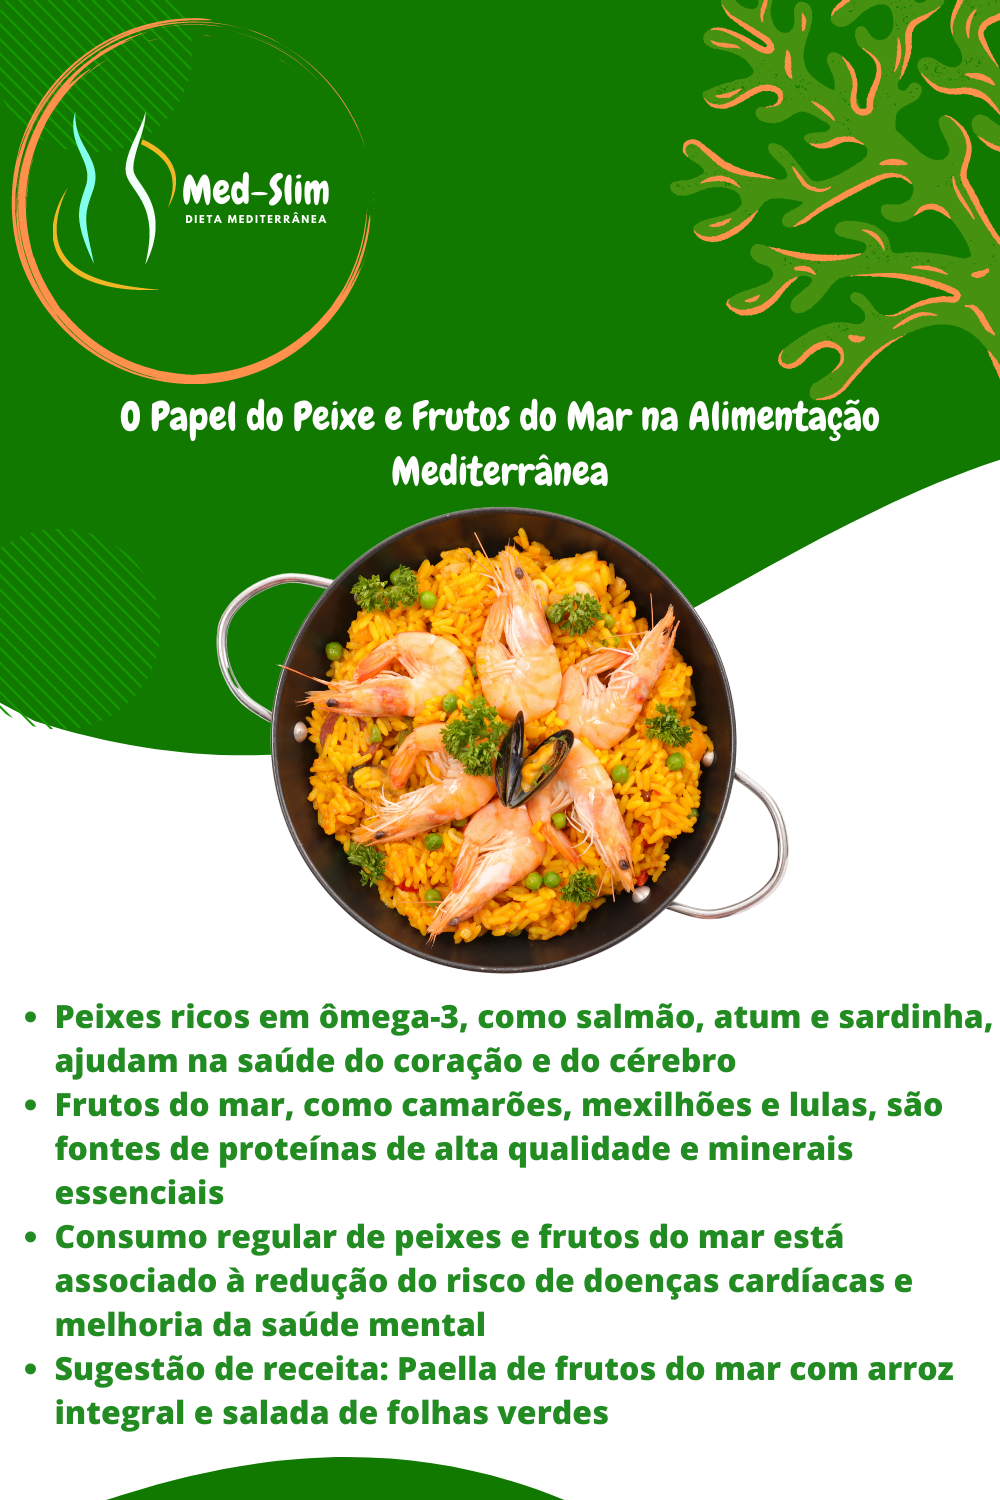 Med-Slim
DIETA MEDITERRÂNEA
O Papel do Peixe e Frutos do Mar na Alimentação
Mediterrânea
• Peixes ricos em ômega-3, como salmão, atum e sardinha,
ajudam na saúde do coração e do cérebro
• Frutos do mar, como camarões, mexilhões e lulas, são
fontes de proteínas de alta qualidade e minerais
essenciais
• Consumo regular de peixes e frutos do mar está
associado à redução do risco de doenças cardíacas e
melhoria da saúde mental
• Sugestão de receita: Paella de frutos do mar com arroz
integral e salada de folhas verdes